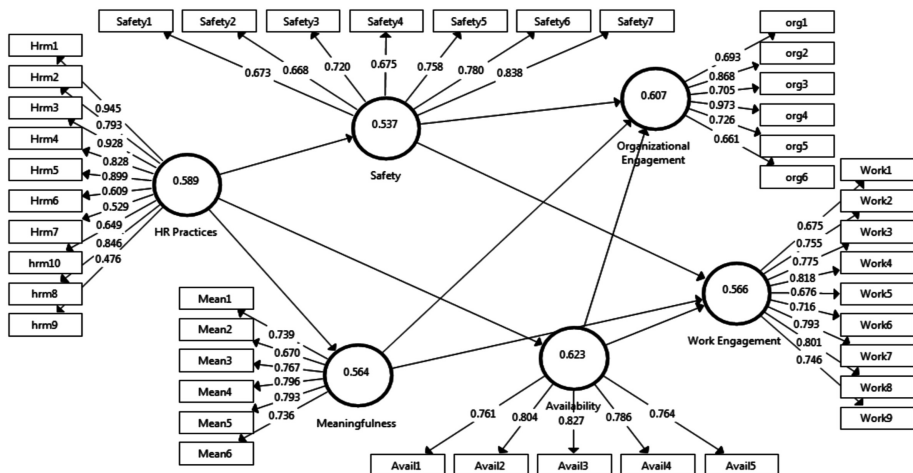 Safety1
Safety2
Safety3
Safety4
Safety5
Safety6
Safety7
0.673
0.668
0.720
0.675
0.758
0.780
0.838
0.537
Safety
Hrm1
Hrm2
Hrm3
Hrm4
Hrm5
Hrm6
Hrm7
hrm10
hrm8
hrm9
0.945
0.793
0.928
0.828
0.899
0.609
0.529
0.649
0.846
0.476
0.589
HR Practices
org1
org2
org3
org4
org5
org6
0.693
0.868
0.705
0.973
0.726
0.661
0.607
Organizational
Engagement
Work1
Work2
Work3
Work4
Work5
Work6
Work7
Work8
Work9
0.675
0.755
0.775
0.818
0.676
0.716
0.793
0.801
0.746
0.566
Work Engagement
Mean1
Mean2
Mean3
Mean4
Mean5
Mean6
0.739
0.670
0.767
0.796
0.793
0.736
0.564
Meaningfulness
0.623
Availability
0.761
0.804
0.827
0.786
0.764
Avail1
Avail2
Avail3
Avail4
Avail5